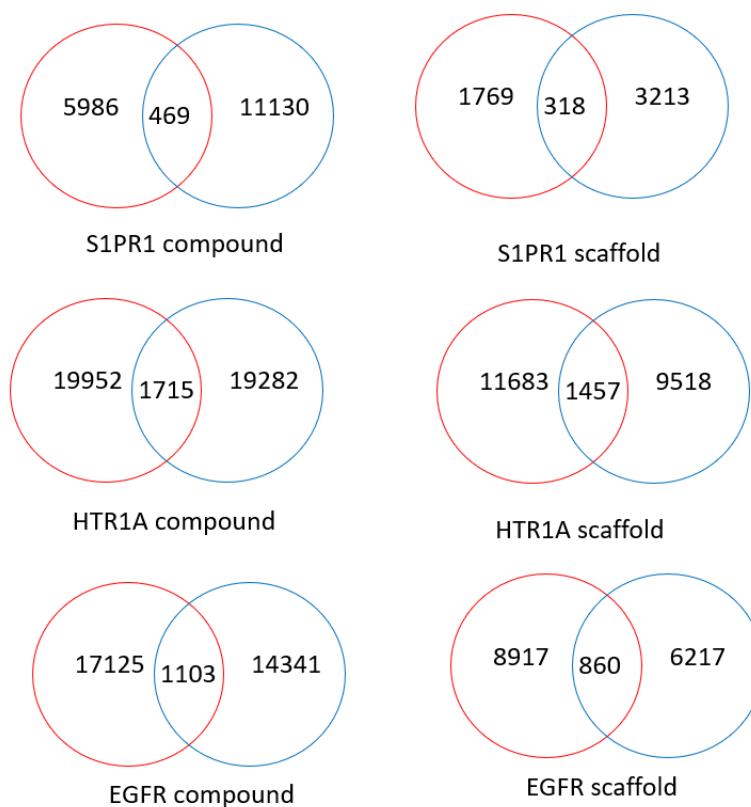 5986 469 11130
S1PR1 compound
1769 318 3213
S1PR1 scaffold
19952 1715 19282
HTR1A compound
11683 1457 9518
HTR1A scaffold
17125 1103 14341
EGFR compound
8917 860 6217
EGFR scaffold